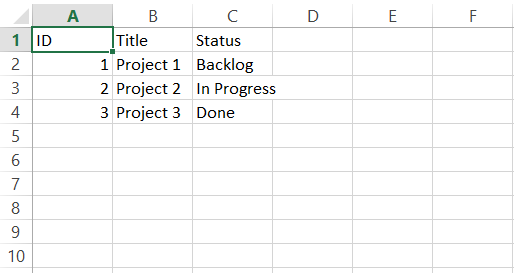 A B C D E F
1 ID Title Status
2 1 Project 1 Backlog
3 2 Project 2 In Progress
4 3 Project 3 Done
5
6
7
8
9
10